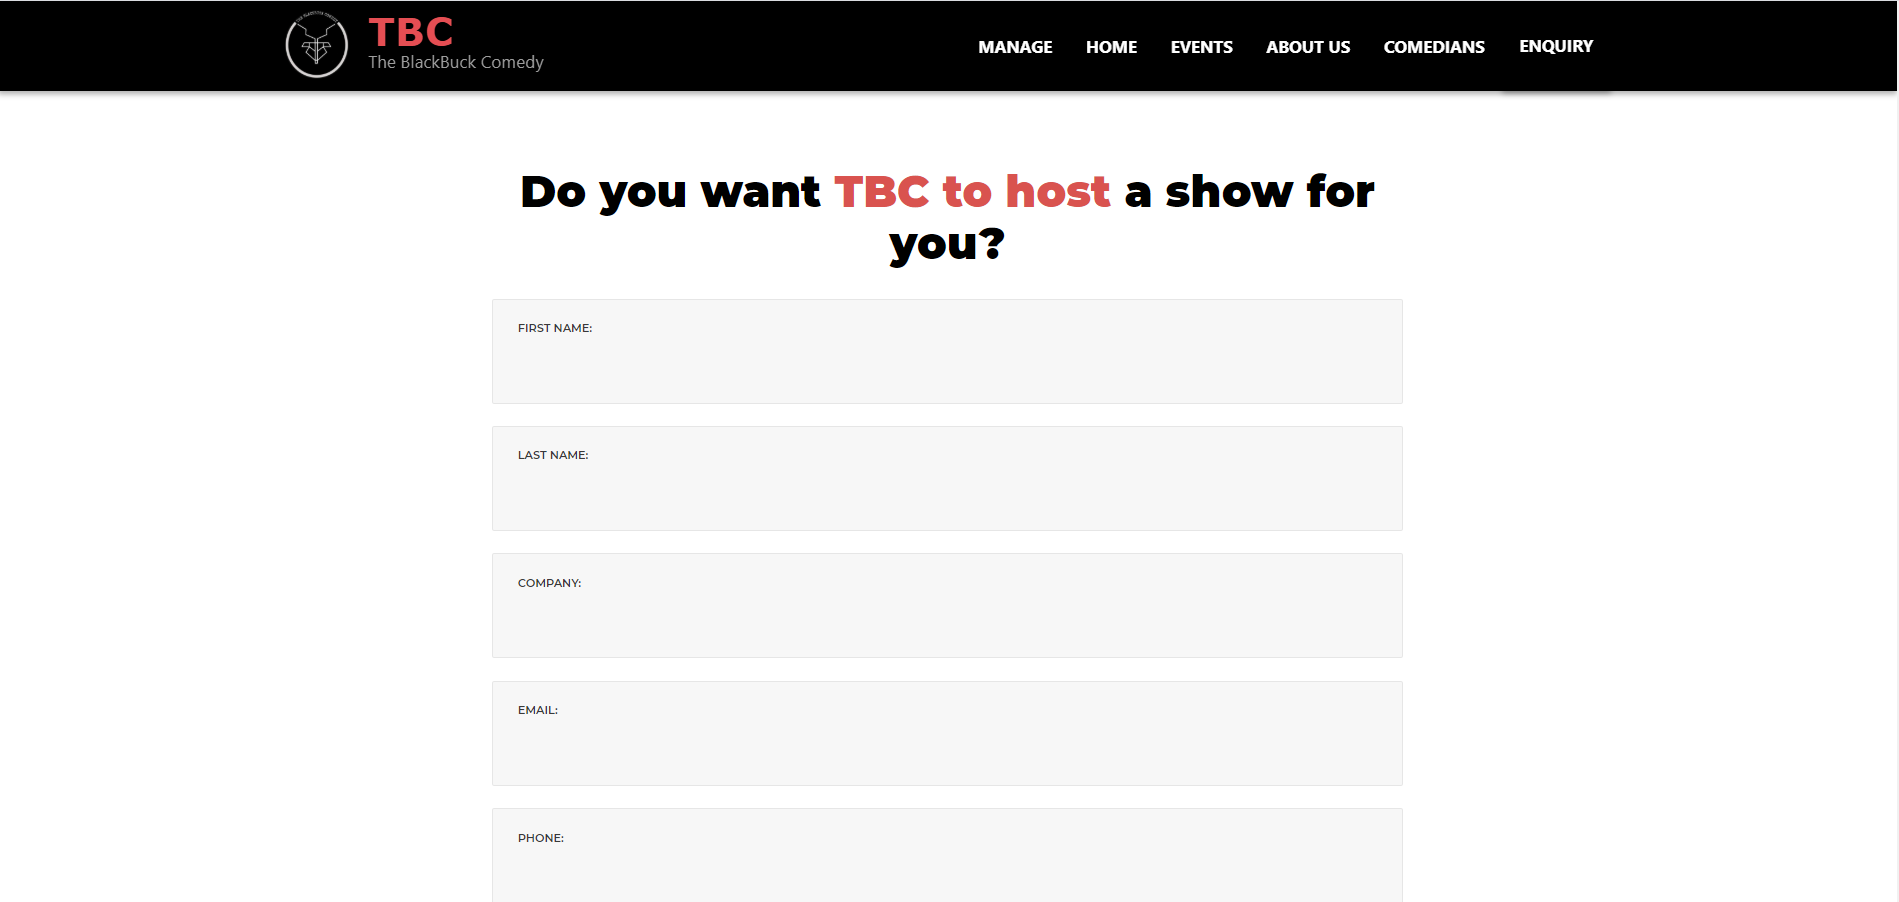 TBC
The BlackBuck Comedy
MANAGE HOME EVENTS ABOUT US COMEDIANS ENQUIRY
Do you want TBC to host a show for
you?
FIRST NAME:
LAST NAME:
COMPANY:
EMAIL:
PHONE: